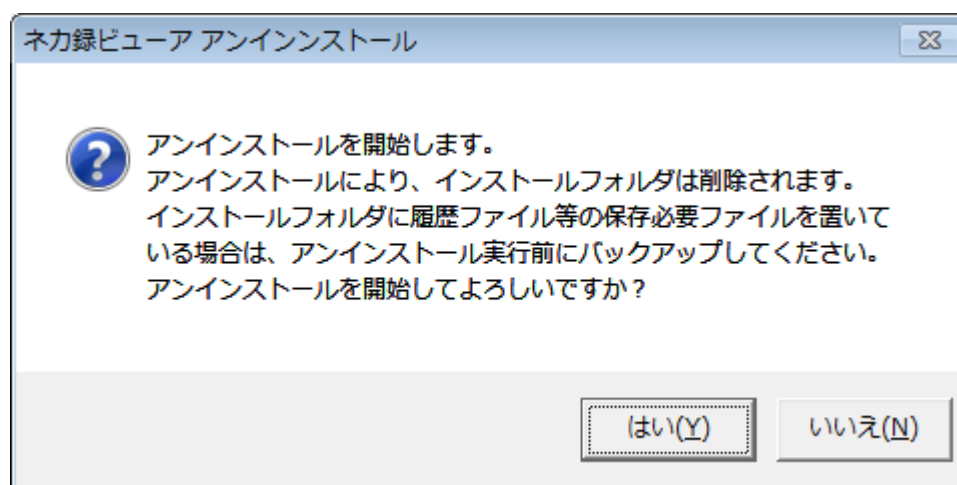 ネカ録ビューア アンインンストール
アンインストールを開始します。
アンインストールにより、インストールフォルダは削除されます。
インストールフォルダに履歴ファイル等の保存必要ファイルを置いて
いる場合は、アンインストール実行前にバックアップしてください。
アンインストールを開始してよろしいですか？
はい(Y)
いいえ(N)